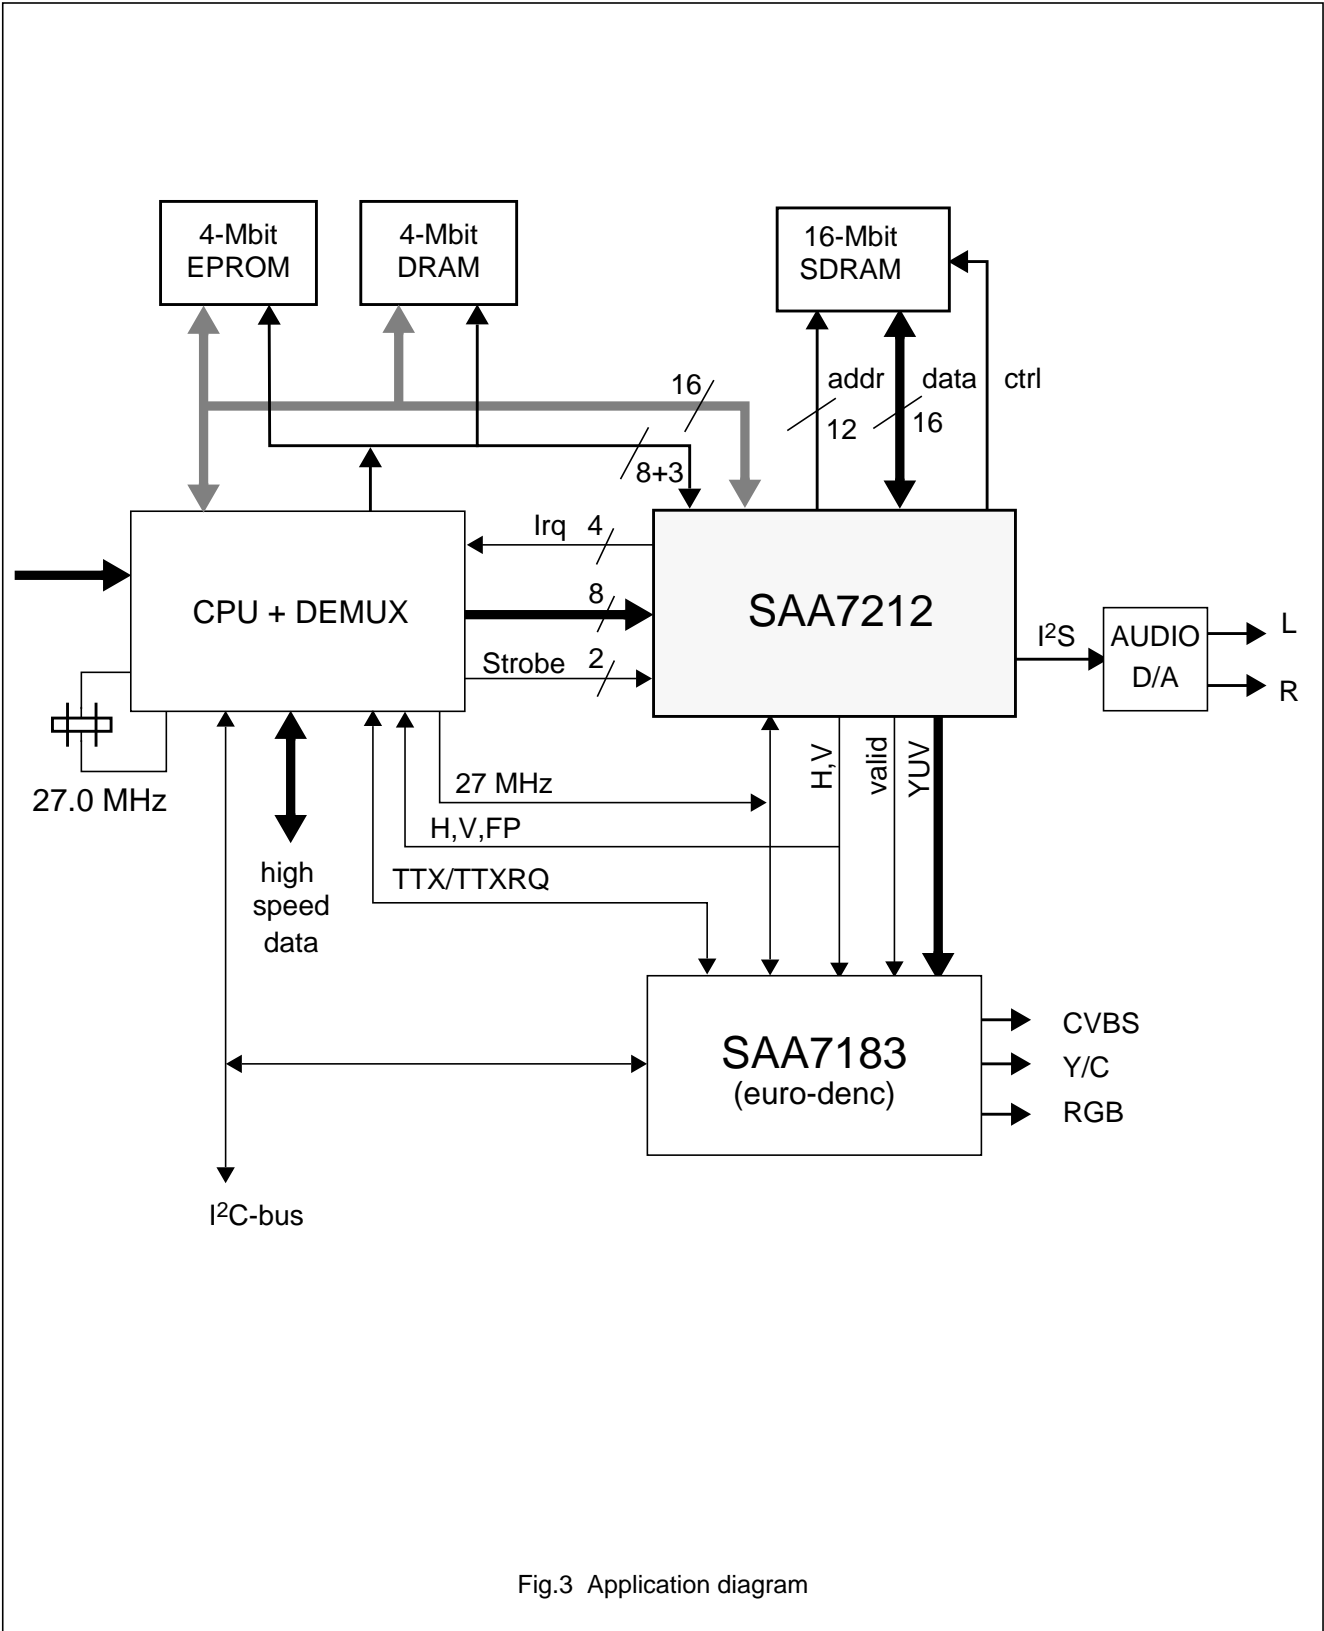 4-Mbit
EPROM
4-Mbit
DRAM
16-Mbit
SDRAM
16
addr
data
ctrl
12
16
8+3
Irq 4
CPU + DEMUX
8
SAA7212
Strobe 2
I²S
AUDIO
D/A
L
R
27.0 MHz
27 MHz
H,V
valid
YUV
H,V,FP
high
speed
data
TTX/TTXRQ
SAA7183
(euro-denc)
CVBS
Y/C
RGB
I²C-bus
Fig.3 Application diagram